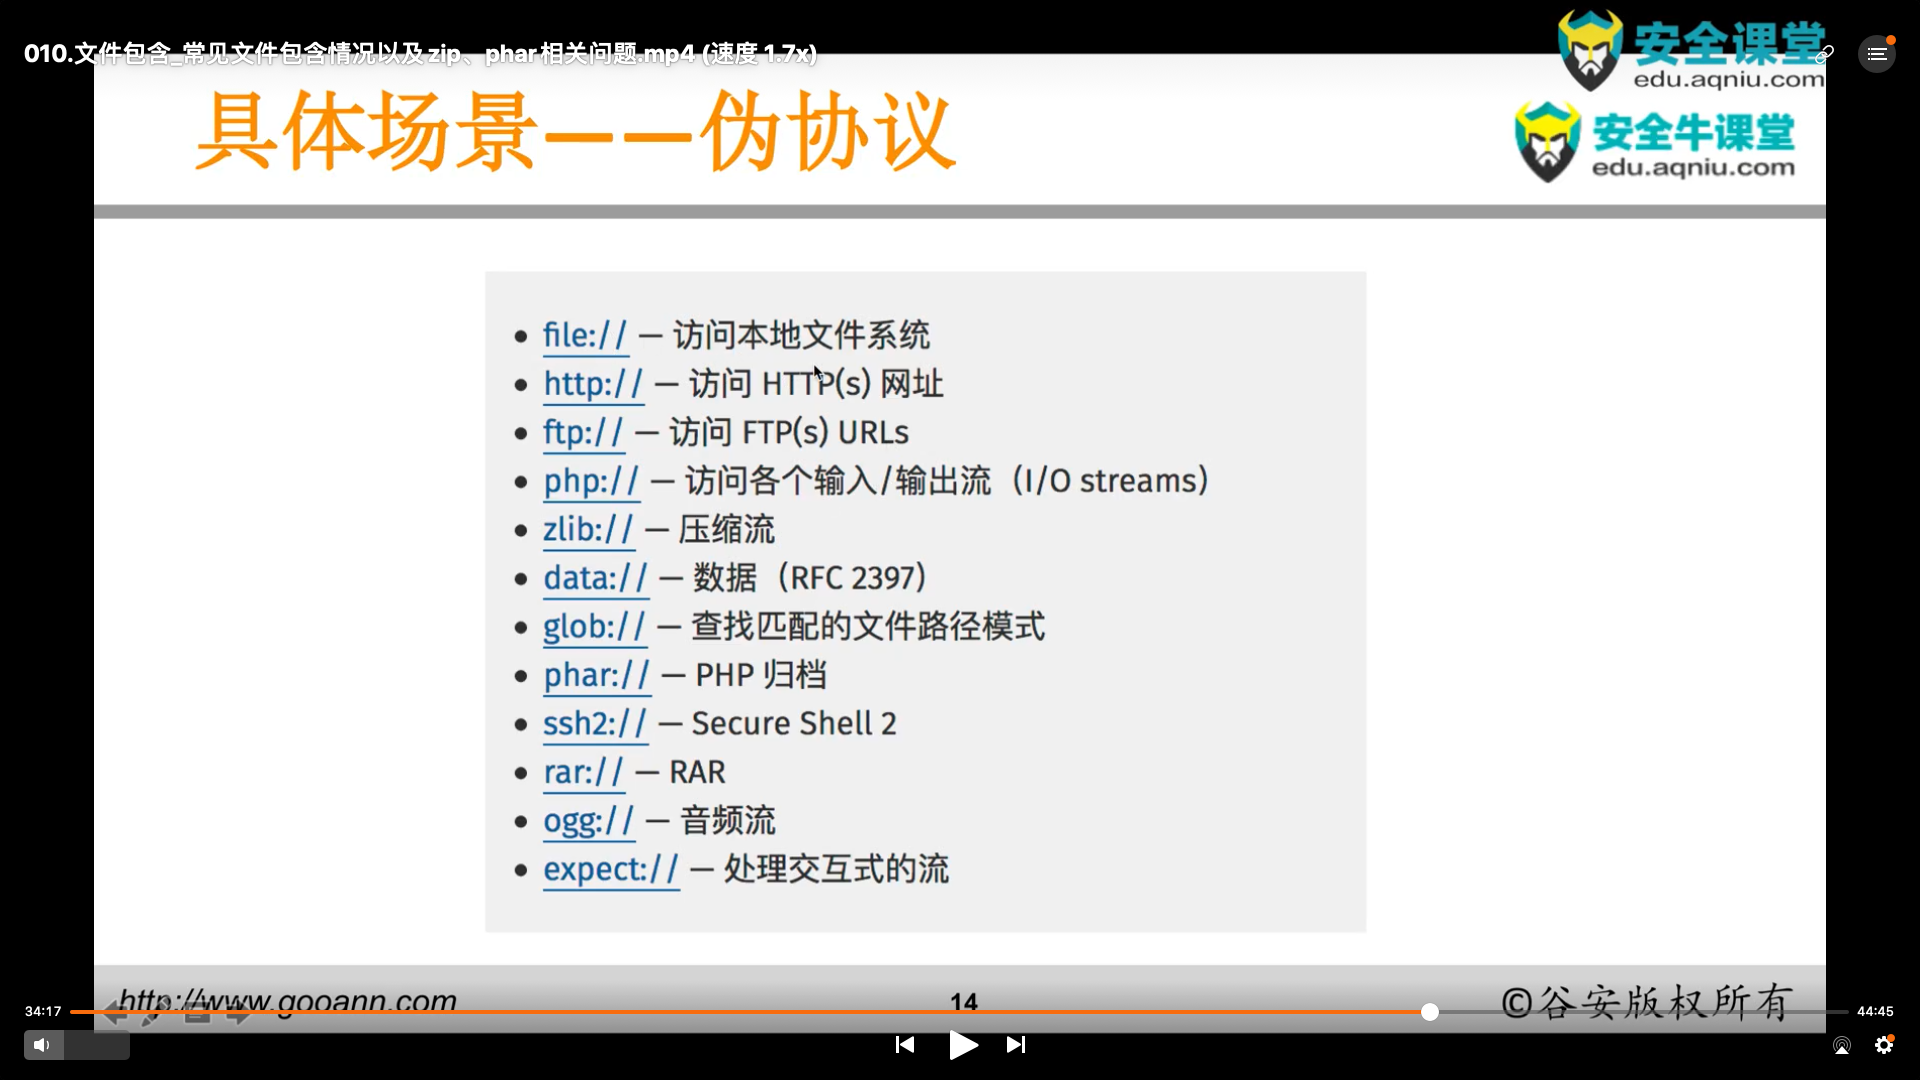 010.文件包含_常见文件包含情况以及 zip、phar 相关问题.mp4 (速度 1.7x)
安全课堂
edu.aqniu.com
具体场景——伪协议
安全牛课堂
edu.aqniu.com
file:// — 访问本地文件系统
http:// — 访问 HTTP(s) 网址
ftp:// — 访问 FTP(s) URLs
php:// — 访问各个输入/输出流（I/O streams）
zlib:// — 压缩流
data:// — 数据（RFC 2397）
glob:// — 查找匹配的文件路径模式
phar:// — PHP 归档
ssh2:// — Secure Shell 2
rar:// — RAR
ogg:// — 音频流
expect:// — 处理交互式的流
http://www.gooann.com
14
©谷安版权所有
34:17
44:45